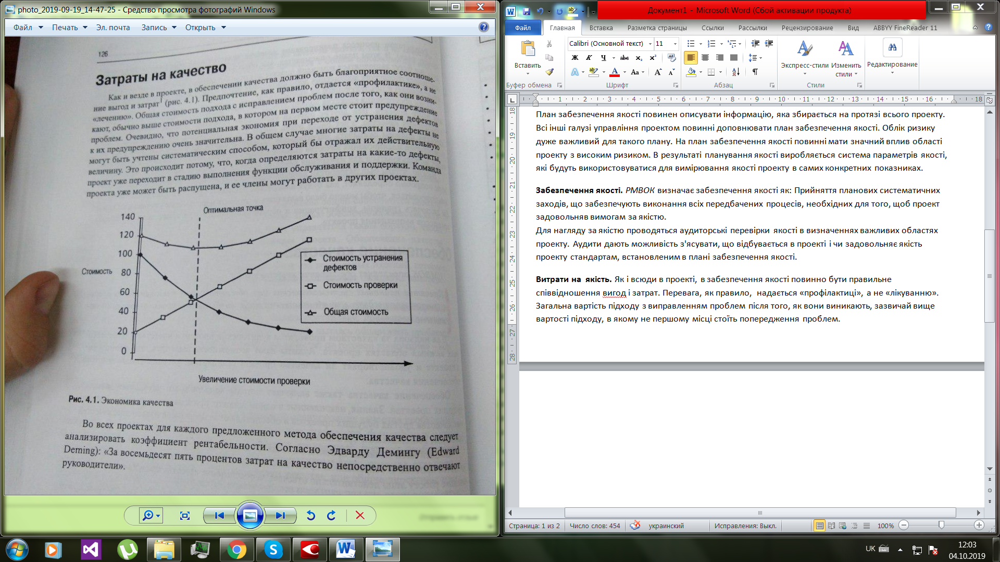 photo_2019-09-19_14-47-25 - Средство просмотра фотографий Windows
Файл Печать Эл. почта Запись Открыть
126
Затраты на качество
Как и везде в проекте, в обеспечении качества должно быть благоприятное соотноше-
ние выгод и затрат¹ (рис. 4.1). Предпочтение, как правило, отдается «профилактике», а не
«лечению». Общая стоимость подхода с исправлением проблем после того, как они возни-
кают, обычно выше стоимости подхода, в котором на первом месте стоит предупреждение
проблем. Очевидно, что потенциальная экономия при переходе от устранения дефектов
к их предупреждению очень значительна. В общем случае многие затраты на дефекты не
могут быть учтены систематическим способом, который бы отражал их действительную
величину. Это происходит потому, что, когда определяются затраты на какие-то дефекты,
проект уже переходит в стадию выполнения функции обслуживания и поддержки. Команда
проекта уже может быть распущена, и ее члены могут работать в других проектах.
Оптимальная точка
140
120
100
80
60
40
20
0
Стоимость
Стоимость устранения
дефектов
Стоимость проверки
Общая стоимость
Увеличение стоимости проверки
Рис. 4.1. Экономика качества
Во всех проектах для каждого предложенного метода обеспечения качества следует
анализировать коэффициент рентабельности. Согласно Эдварду Демингу (Edward
Deming): «За восемьдесят пять процентов затрат на качество непосредственно отвечают
руководители».
Документ1 - Microsoft Word (Сбой активации продукта)
Файл Главная Вставка Разметка страницы Ссылки Рассылки Рецензирование Вид ABBYY FineReader 11
Вставить
Calibri (Основной текст) 11
Ж К Ч abc x₂ x²
А ab А Aa А А
Экспресс-стили
Изменить
стили
Редактирование
Буфер обмена Шрифт Абзац Стили
1 2 3 4 5 6 7 8 9 10 11 12 13 14 15 16 18
18
19
20
21
22
23
24
25
26
27
28
План забезпечення якості повинен описувати інформацію, яка збирається на протязі всього проекту.
Всі інші галузі управління проектом повинні доповнювати план забезпечення якості. Облік ризику
дуже важливий для такого плану. На план забезпечення якості повинні мати значний вплив області
проекту з високим ризиком. В результаті планування якості виробляється система параметрів якості,
які будуть використовуватися для вимірювання якості проекту в самих конкретних показниках.
Забезпечення якості. РМВОК визначає забезпечення якості як: Прийняття планових систематичних
заходів, що забезпечують виконання всіх передбачених процесів, необхідних для того, щоб проект
задовольняв вимогам за якістю.
Для нагляду за якістю проводяться аудиторські перевірки якості в визначеннях важливих областях
проекту. Аудити дають можливість з'ясувати, що відбувається в проекті і чи задовольняє якість
проекту стандартам, встановленим в плані забезпечення якості.
Витрати на якість. Як і всюди в проекті, в забезпечення якості повинно бути правильне
співвідношення вигод і затрат. Перевага, як правило, надається «профілактиці», а не «лікуванню».
Загальна вартість підходу з виправленням проблем після того, як вони виникають, зазвичай вище
вартості підходу, в якому не першому місці стоїть попередження проблем.
Страница: 1 из 2 Число слов: 454 украинский Исправления: Выкл. 100%
UK
12:03
04.10.2019